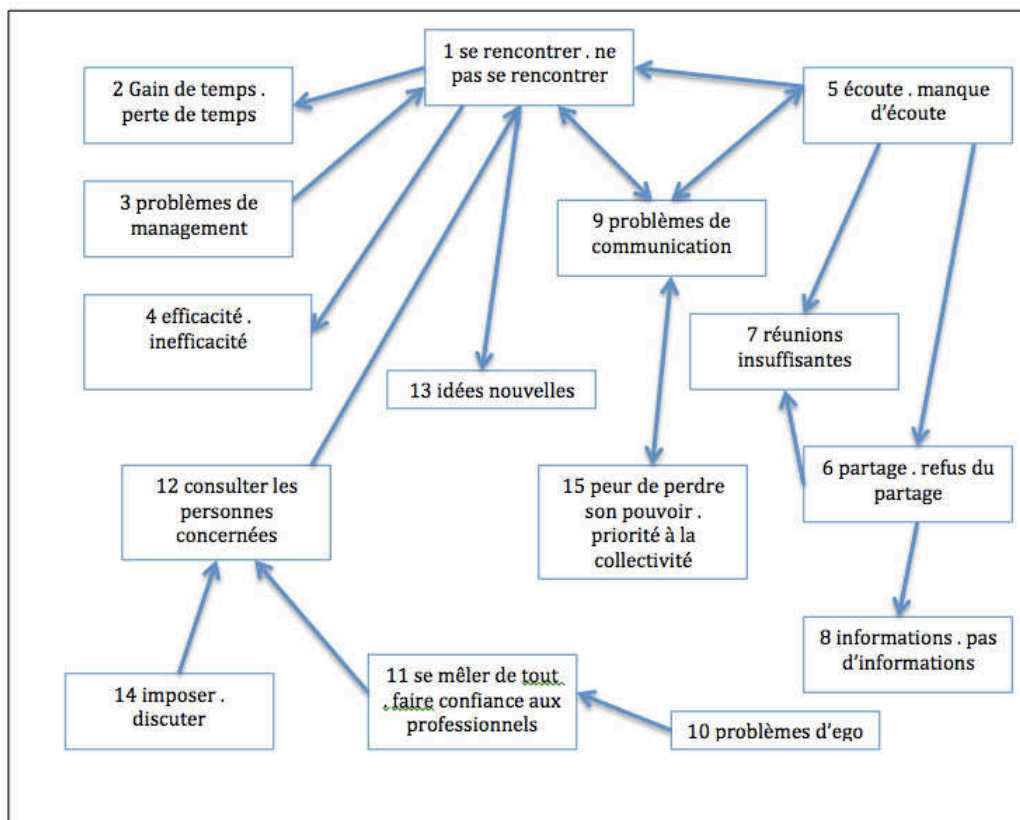 1 se rencontrer . ne
pas se rencontrer
2 Gain de temps .
perte de temps
5 écoute . manque
d'écoute
3 problèmes de
management
9 problèmes de
communication
4 efficacité .
inefficacité
7 réunions
insuffisantes
13 idées nouvelles
12 consulter les
personnes
concernées
15 peur de perdre
son pouvoir .
priorité à la
collectivité
6 partage . refus du
partage
8 informations . pas
d'informations
14 imposer .
discuter
11 se mêler de tout
. faire confiance aux
professionnels
10 problèmes d'ego